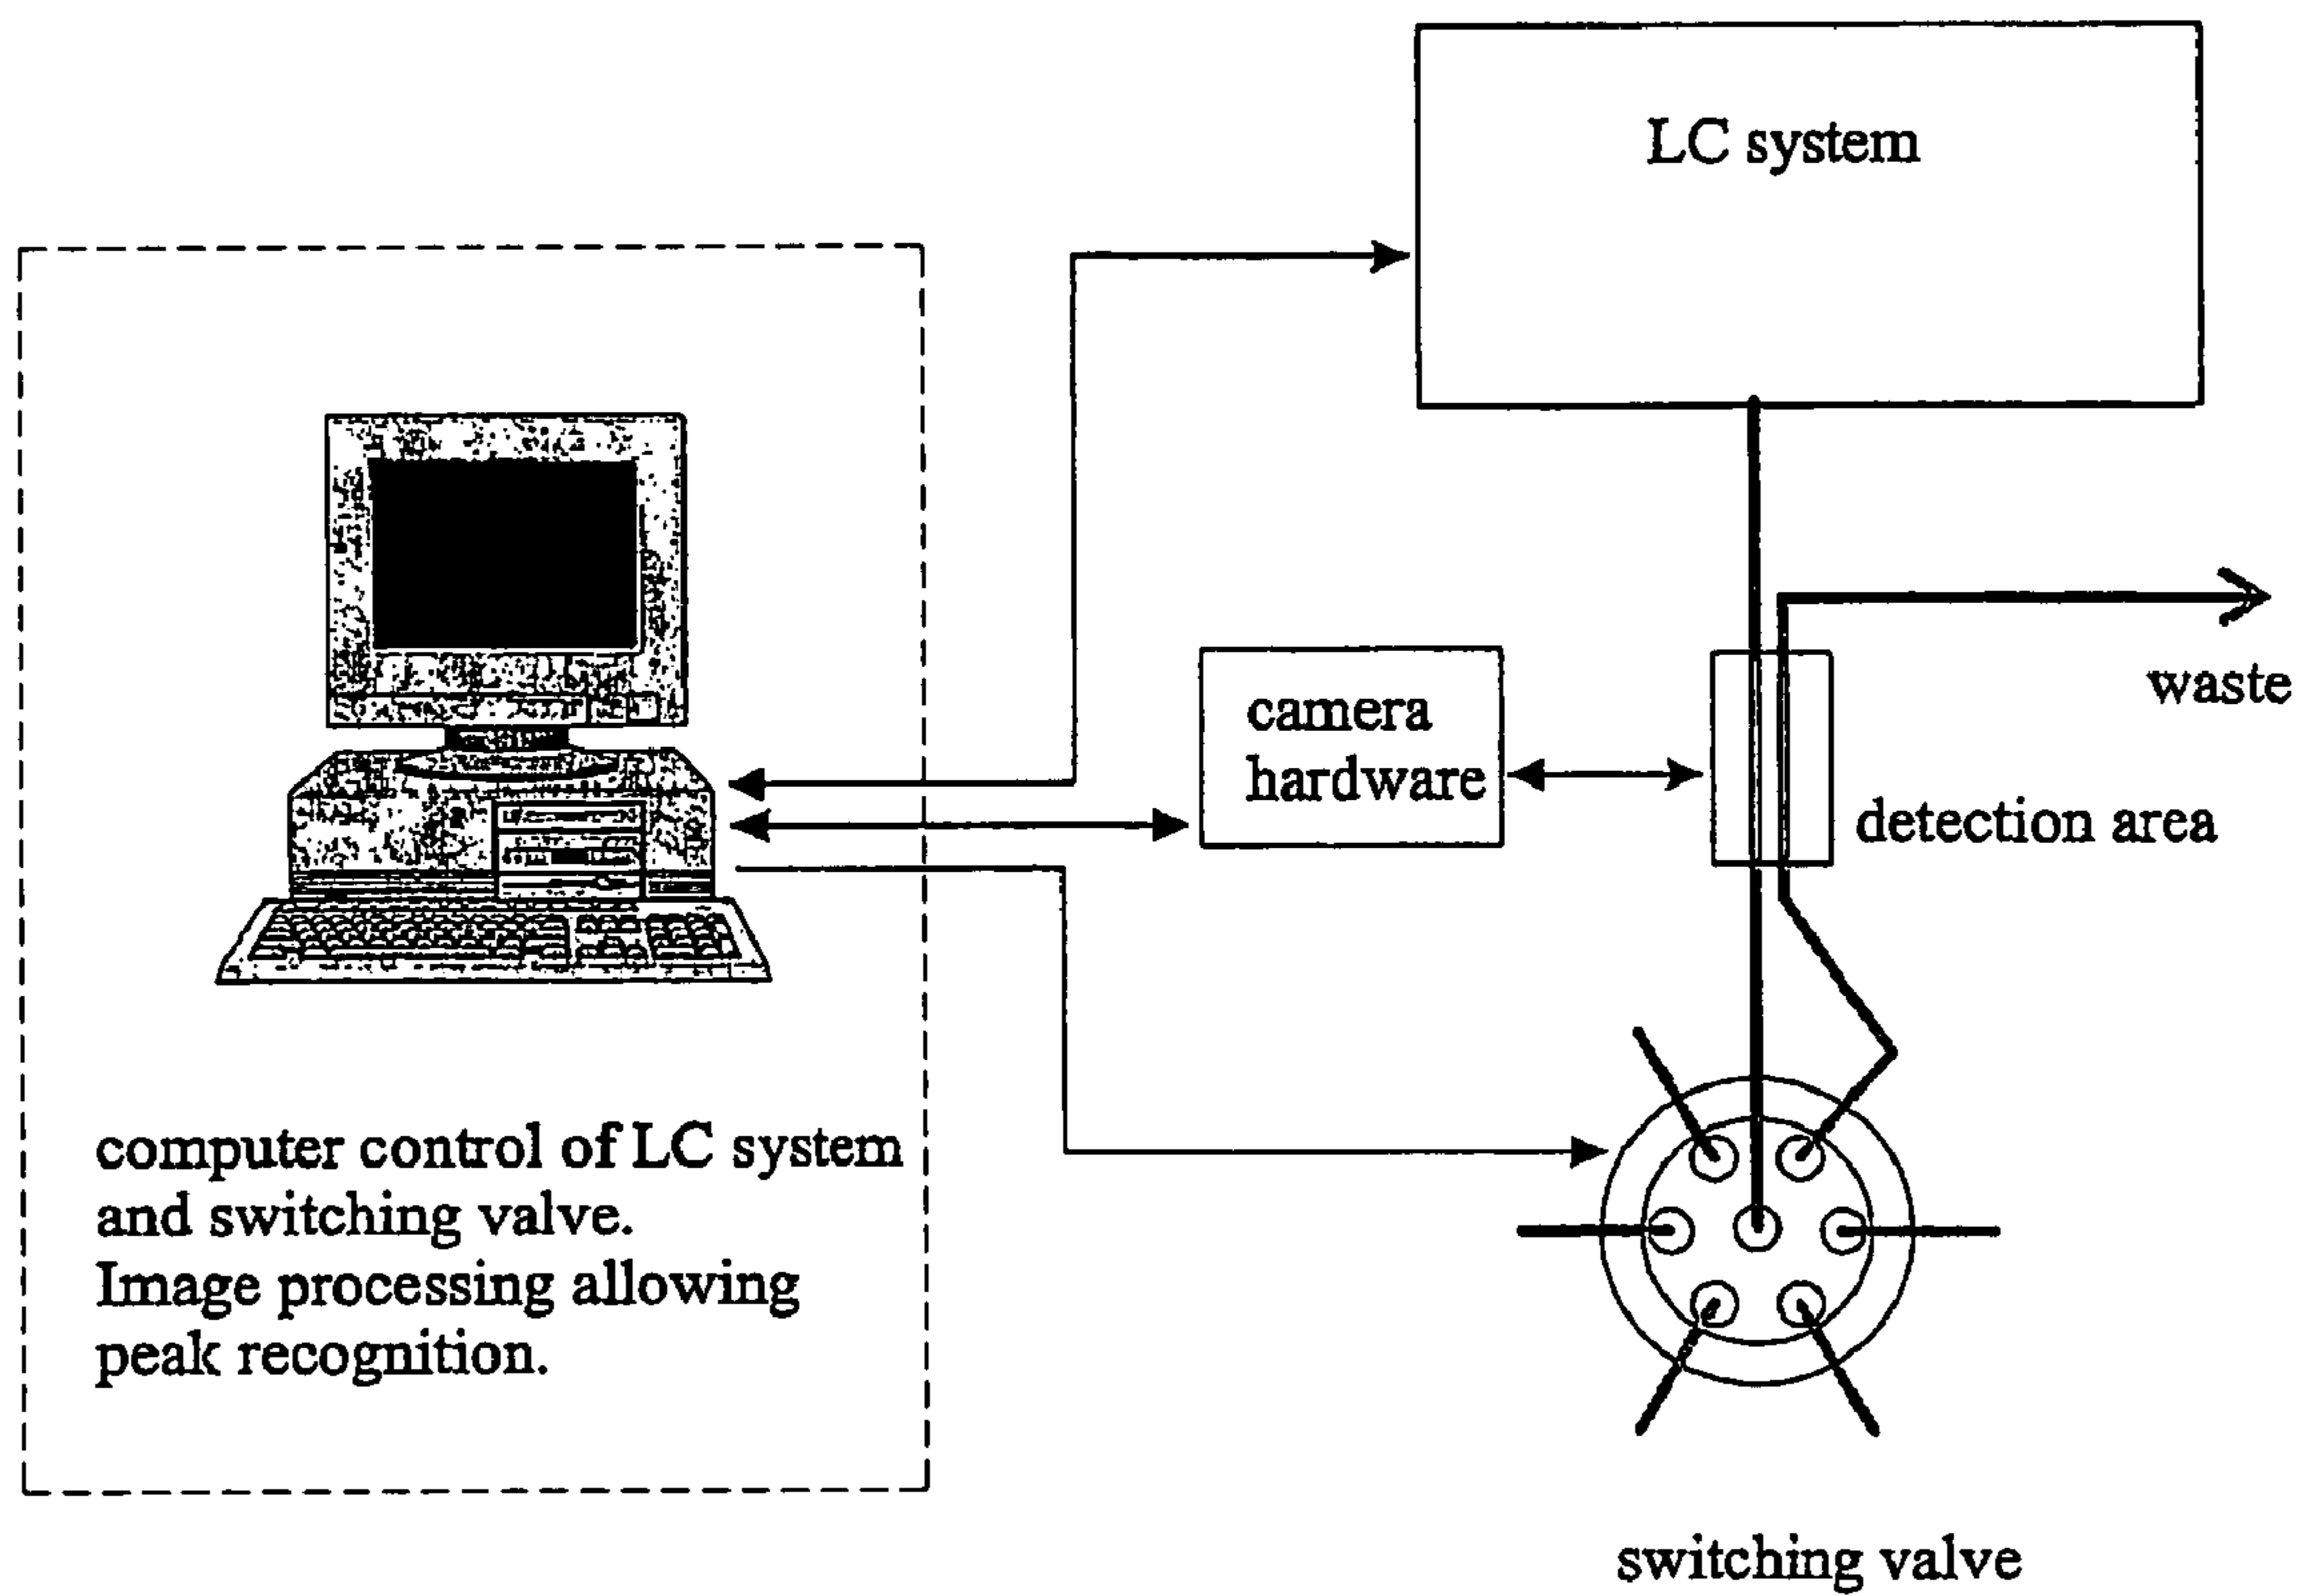 LC system
waste
camera
hardware
detection area
computer control of LC system
and switching valve.
Image processing allowing
peak recognition.
switching valve